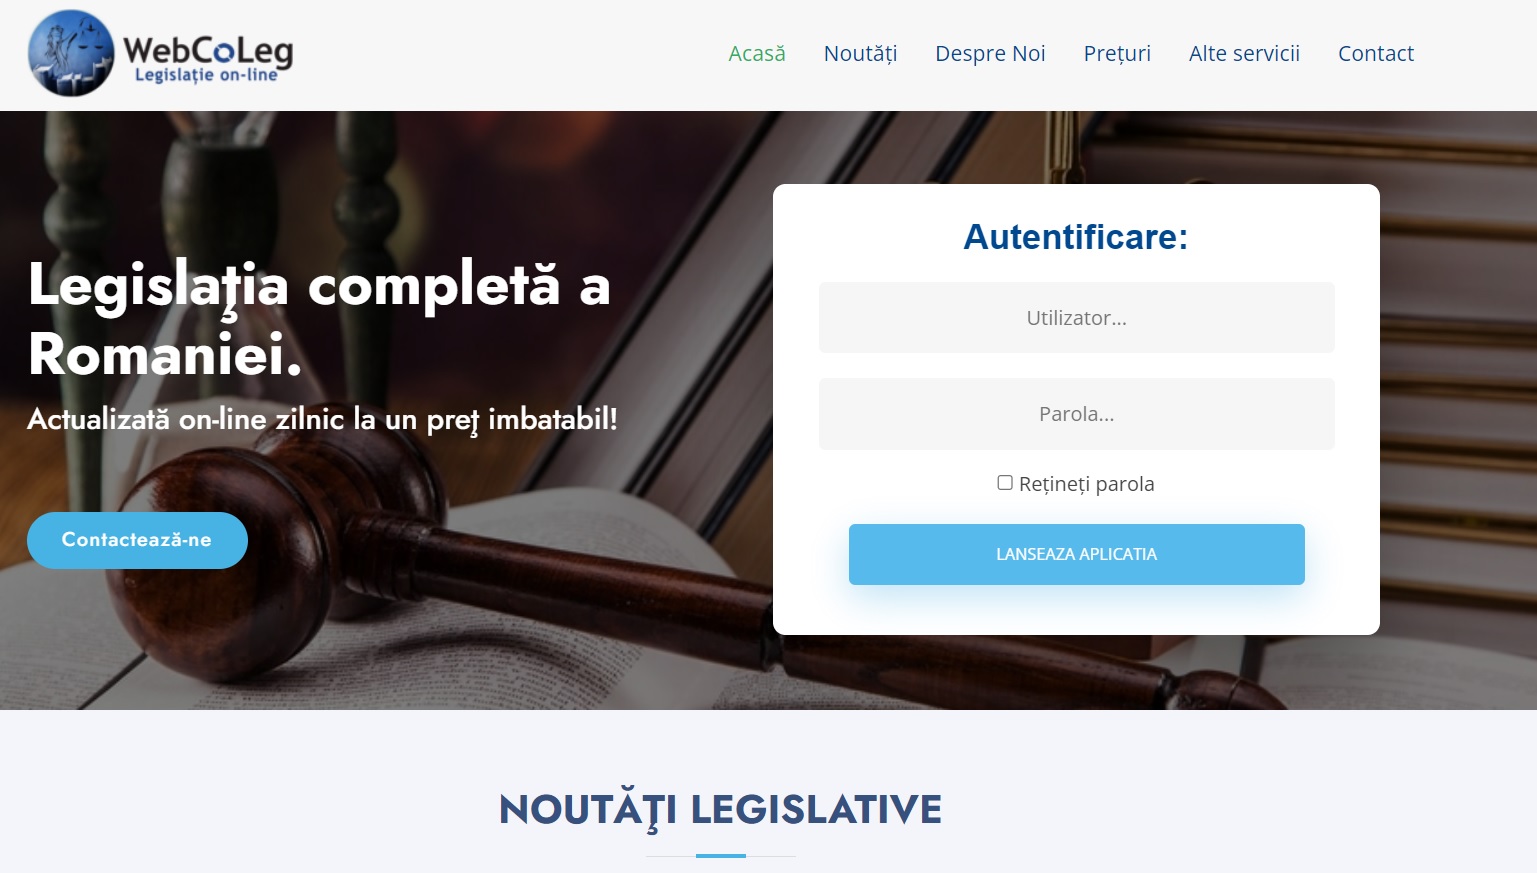 WebCoLeg
Legislație on-line
Acasă
Noutăți
Despre Noi
Prețuri
Alte servicii
Contact
Legislaţia completă a
Romaniei.
Actualizată on-line zilnic la un preţ imbatabil!
Contactează-ne
Autentificare:
Utilizator...
Parola...
Rețineți parola
LANSEAZA APLICATIA
NOUTĂŢI LEGISLATIVE